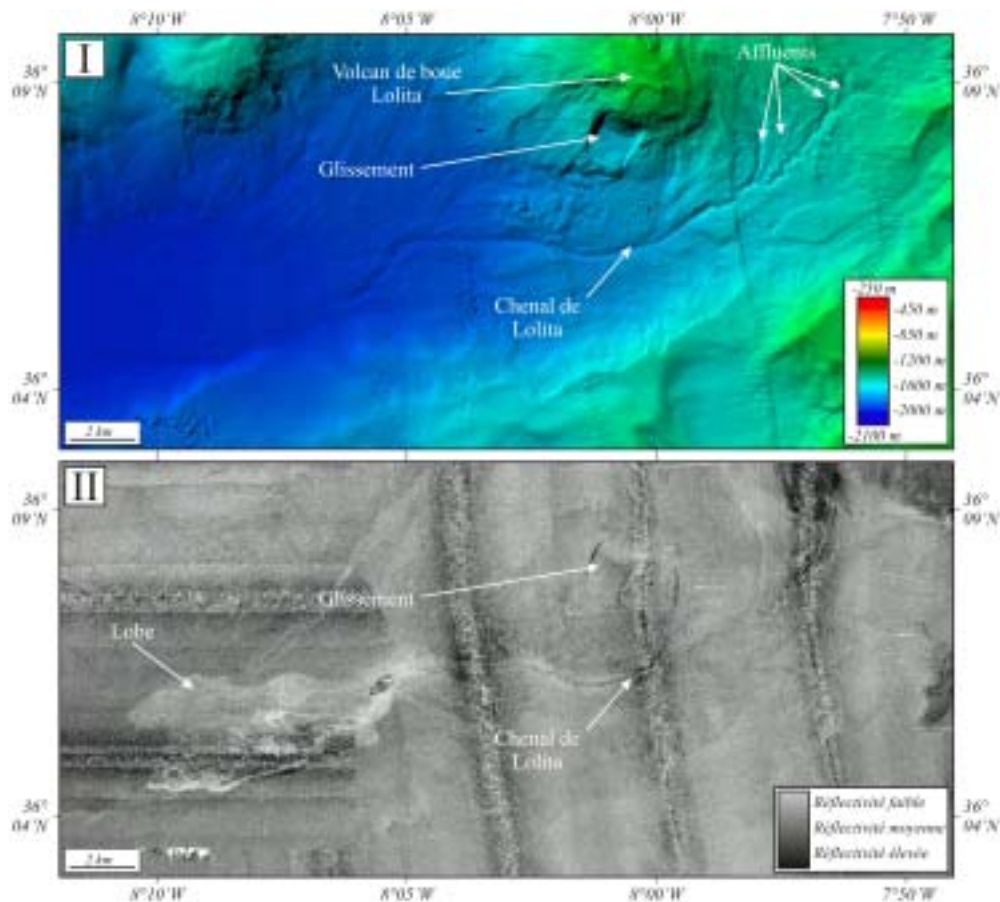 8°10'W 8°05'W 8°00'W 7°50'W
I
36°
09'N
Volcan de boue
Lolita
Affluents
36°
09'N
Glissement
Chenal de
Lolita
-250 m
-450 m
-850 m
-1200 m
-1600 m
-2000 m
-2100 m
36°
04'N
36°
04'N
2 km
II
36°
09'N
36°
09'N
Glissement
Lobe
Chenal de
Lolita
Réflectivité faible
Réflectivité moyenne
Réflectivité élevée
36°
04'N
36°
04'N
2 km
8°10'W 8°05'W 8°00'W 7°50'W